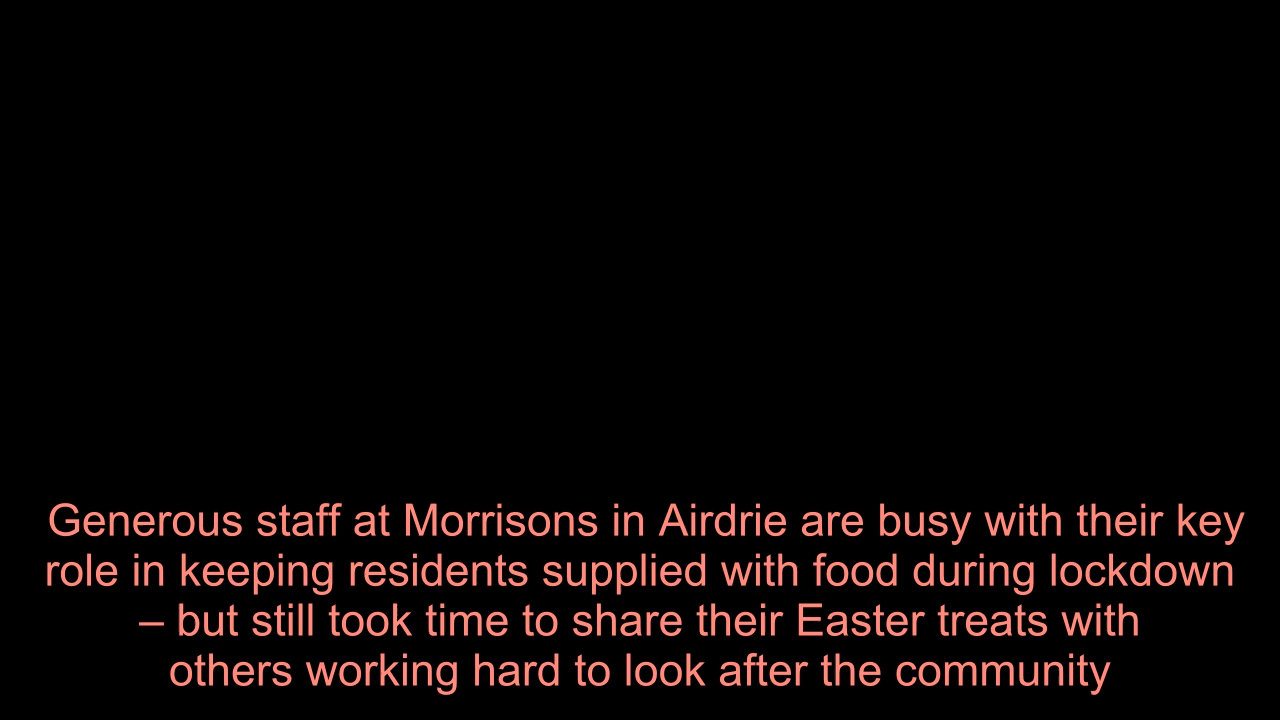 Generous staff at Morrisons in Airdrie are busy with their key
role in keeping residents supplied with food during lockdown
– but still took time to share their Easter treats with
others working hard to look after the community